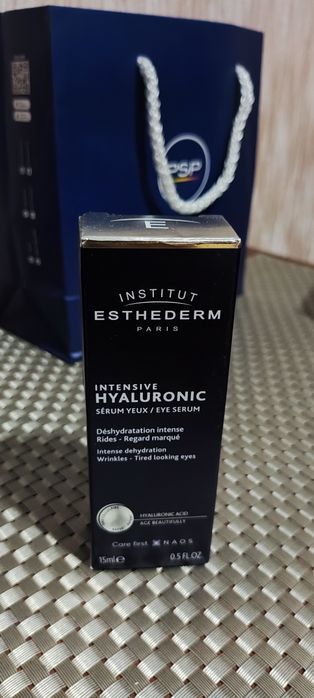 PSP
E
INSTITUT
ESTHEDERM
PARIS
INTENSIVE
HYALURONIC
SÉRUM YEUX / EYE SERUM
Déshydratation intense
Rides - Regard marqué
Intense dehydration
Wrinkles - Tired looking eyes
HYALURONIC ACID
AGE BEAUTIFULLY
Care first NAOS
15ml℮ 0.5 FL.OZ.